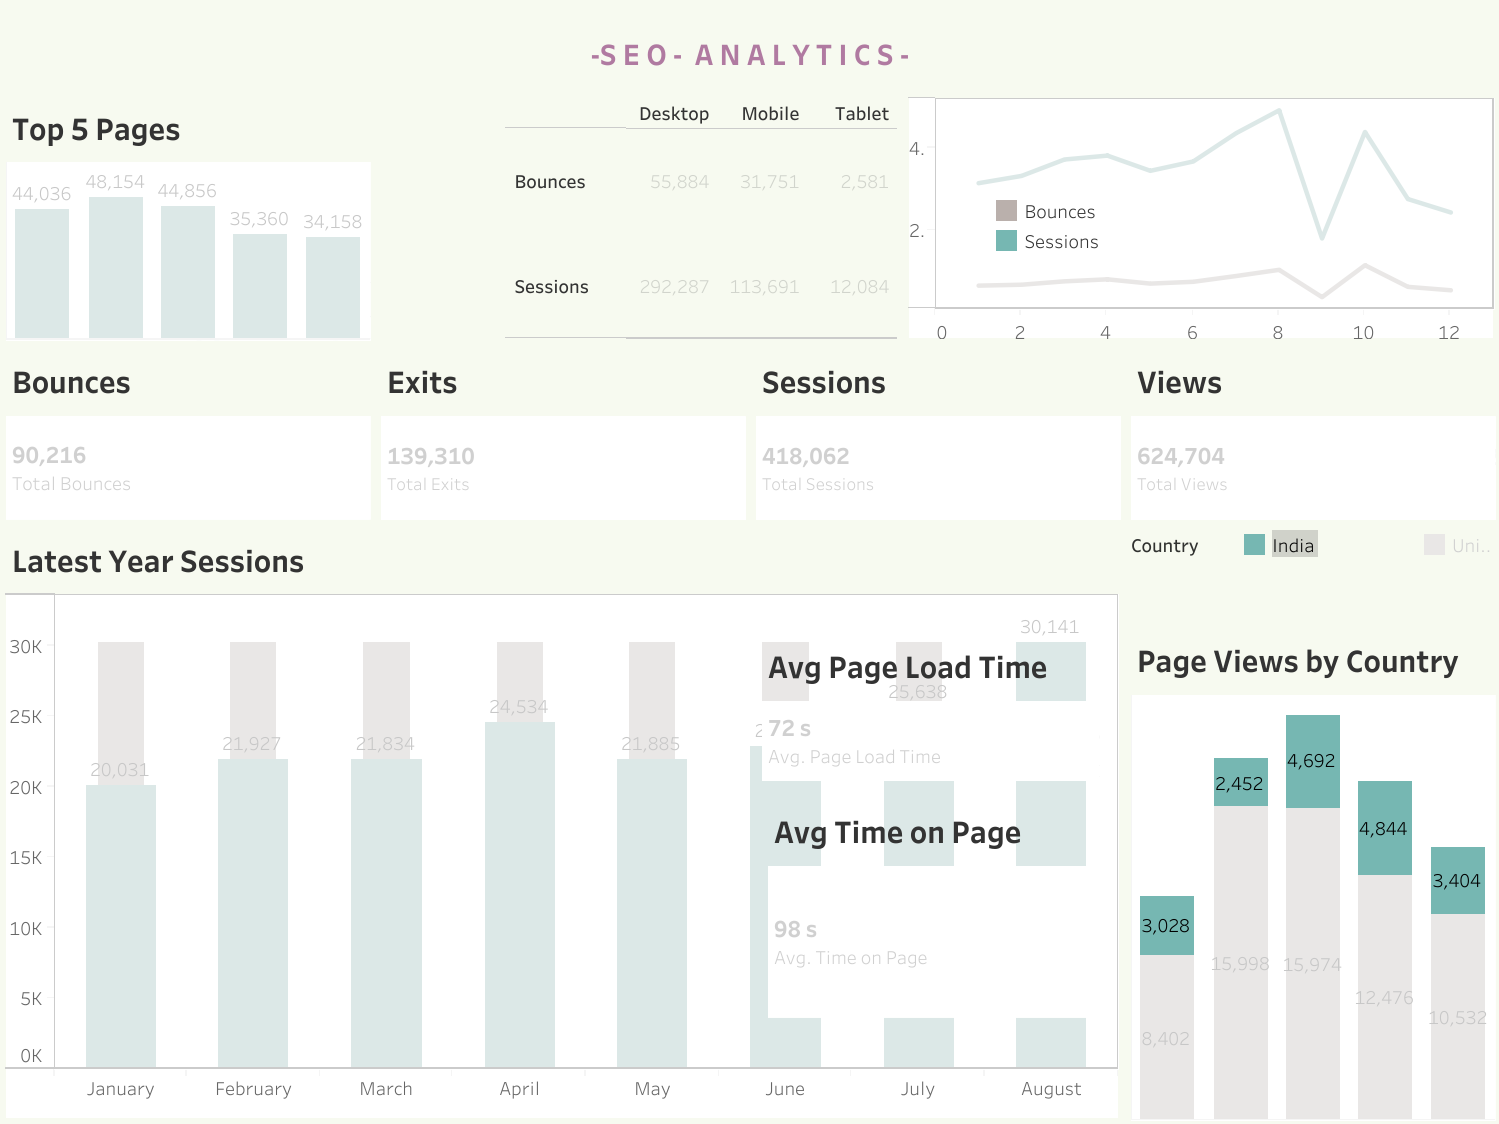 -SEO- ANALYTICS-
Top 5 Pages
44,036 48,154 44,856 35,360 34,158
Desktop Mobile Tablet
Bounces 55,884 31,751 2,581
Sessions 292,287 113,691 12,084
4.
2.
Bounces
Sessions
0 2 4 6 8 10 12
Bounces Exits Sessions Views
90,216 139,310 418,062 624,704
Total Bounces Total Exits Total Sessions Total Views
Country India Uni..
Latest Year Sessions
30K
25K
20K
15K
10K
5K
0K
20,031 21,927 21,834 24,534 21,885 25,638 30,141
Avg Page Load Time
72 s
Avg. Page Load Time
Avg Time on Page
98 s
Avg. Time on Page
January February March April May June July August
Page Views by Country
3,028 2,452 4,692 4,844 3,404
8,402 15,998 15,974 12,476 10,532